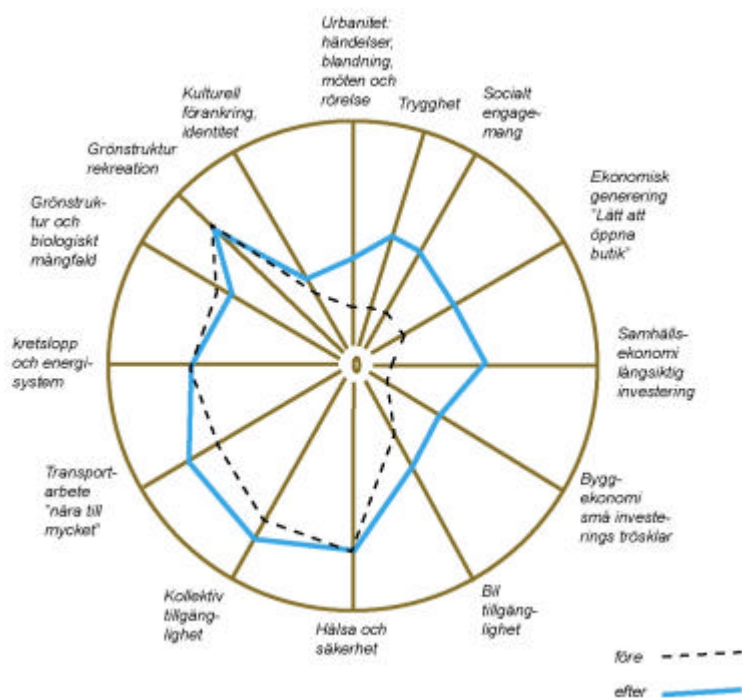 Urbanitet:
händelser,
blandning,
möten och
rörelse
Trygghet
Socialt
engage-
mang
Ekonomisk
generering
"Lätt att
öppna
butik"
Samhälls-
ekonomi
långsiktig
investering
Bygg-
ekonomi
små investe-
rings trösklar
Bil
tillgäng-
lighet
Hälsa och
säkerhet
Kollektiv
tillgäng-
lighet
Transport-
arbete
"nära till
mycket"
kretslopp
och energi-
system
Grönstruk-
tur och
biologiskt
mångfald
Grönstruktur
rekreation
Kulturell
förankring,
identitet
0
före
efter